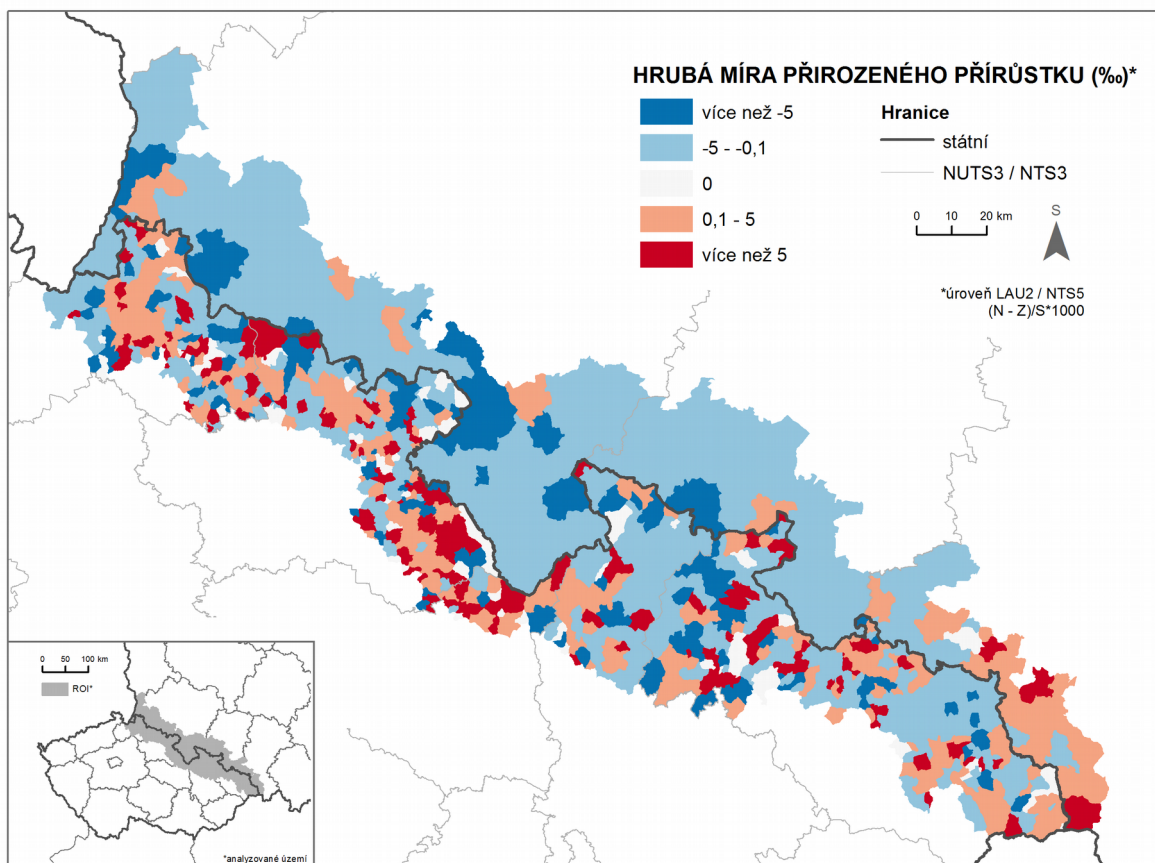 HRUBÁ MÍRA PŘIROZENÉHO PŘÍRŮSTKU (‰)*
více než -5
-5 - -0,1
0
0,1 - 5
více než 5
Hranice
státní
NUTS3 / NTS3
0 10 20 km
S
*úroveň LAU2 / NTS5
(N - Z)/S*1000
0 50 100 km
ROI*
*analyzované území